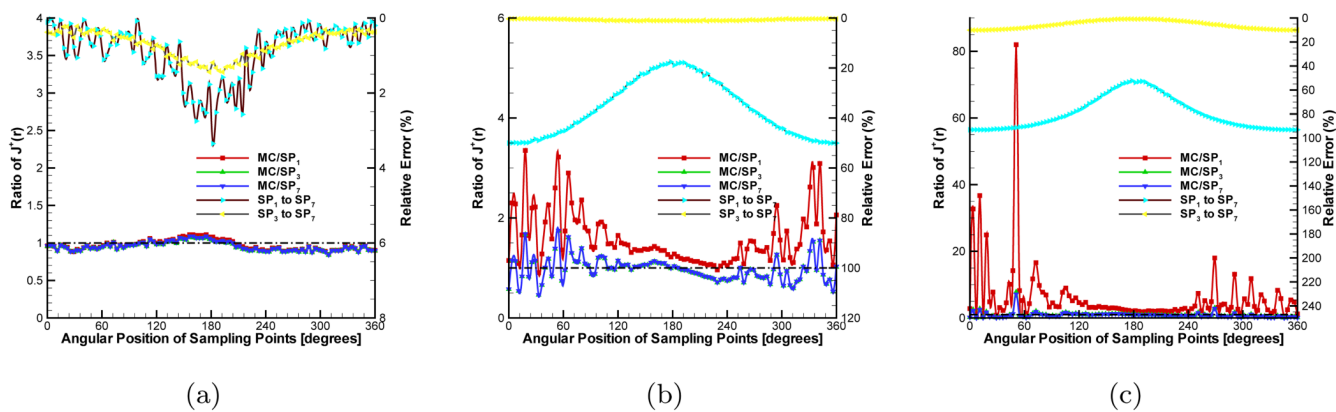 4
3.5
3
2.5
2
1.5
1
0.5
0
Ratio of J⁺(r)
0
2
4
6
8
Relative Error (%)
MC/SP₁
MC/SP₃
MC/SP₇
SP₁ to SP₇
SP₃ to SP₇
0 60 120 180 240 300 360
Angular Position of Sampling Points [degrees]
(a)
6
4
2
0
Ratio of J⁺(r)
0
20
40
60
80
100
120
Relative Error (%)
MC/SP₁
MC/SP₃
MC/SP₇
SP₁ to SP₇
SP₃ to SP₇
0 60 120 180 240 300 360
Angular Position of Sampling Points [degrees]
(b)
80
60
40
20
0
Ratio of J⁺(r)
0
20
40
60
80
100
120
140
160
180
200
220
240
Relative Error (%)
MC/SP₁
MC/SP₃
MC/SP₇
SP₁ to SP₇
SP₃ to SP₇
0 60 120 180 240 300 360
Angular Position of Sampling Points [degrees]
(c)